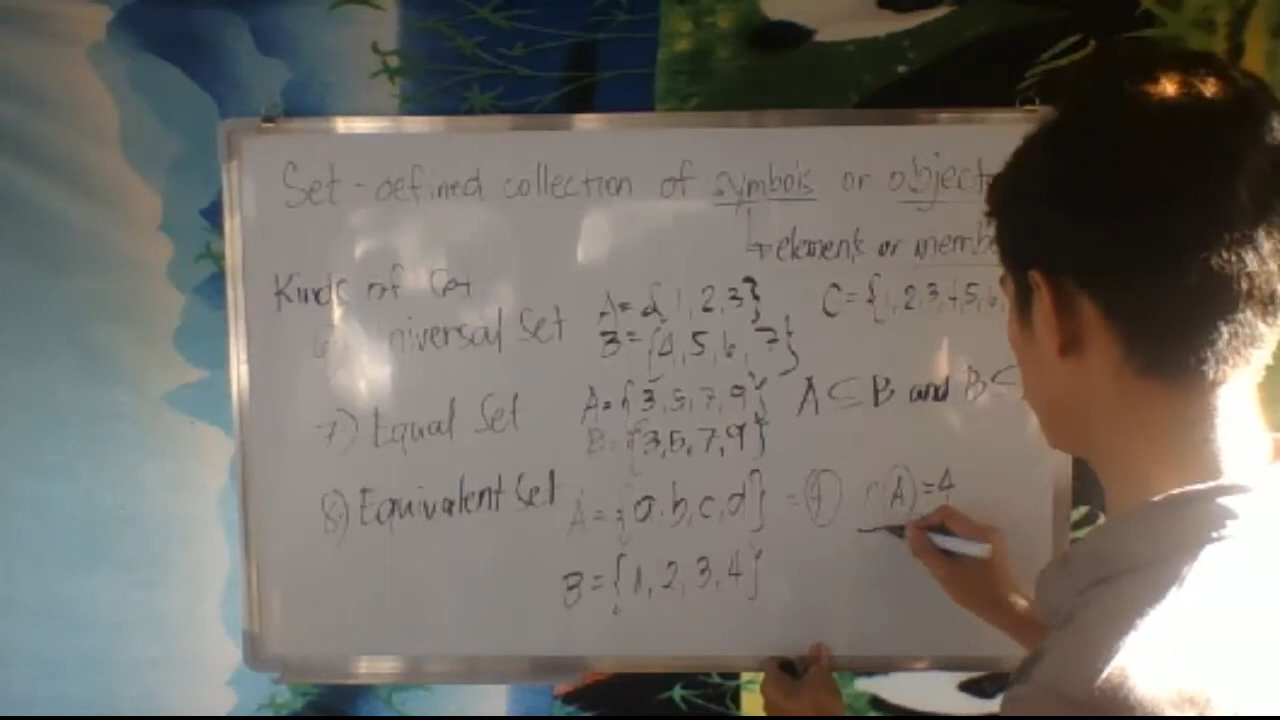 Set - defined collection of symbols or object
element or memb
Kinds of Set
niversal Set A = {1, 2, 3} C = {1, 2, 3, 4, 5, 6,
B = {4, 5, 6, 7}
7) Equal Set A = {3, 5, 7, 9} A ⊆ B and B ⊆
B = {3, 5, 7, 9}
8) Equivalent Set A = {a, b, c, d} = 4 n(A) = 4
B = {1, 2, 3, 4}